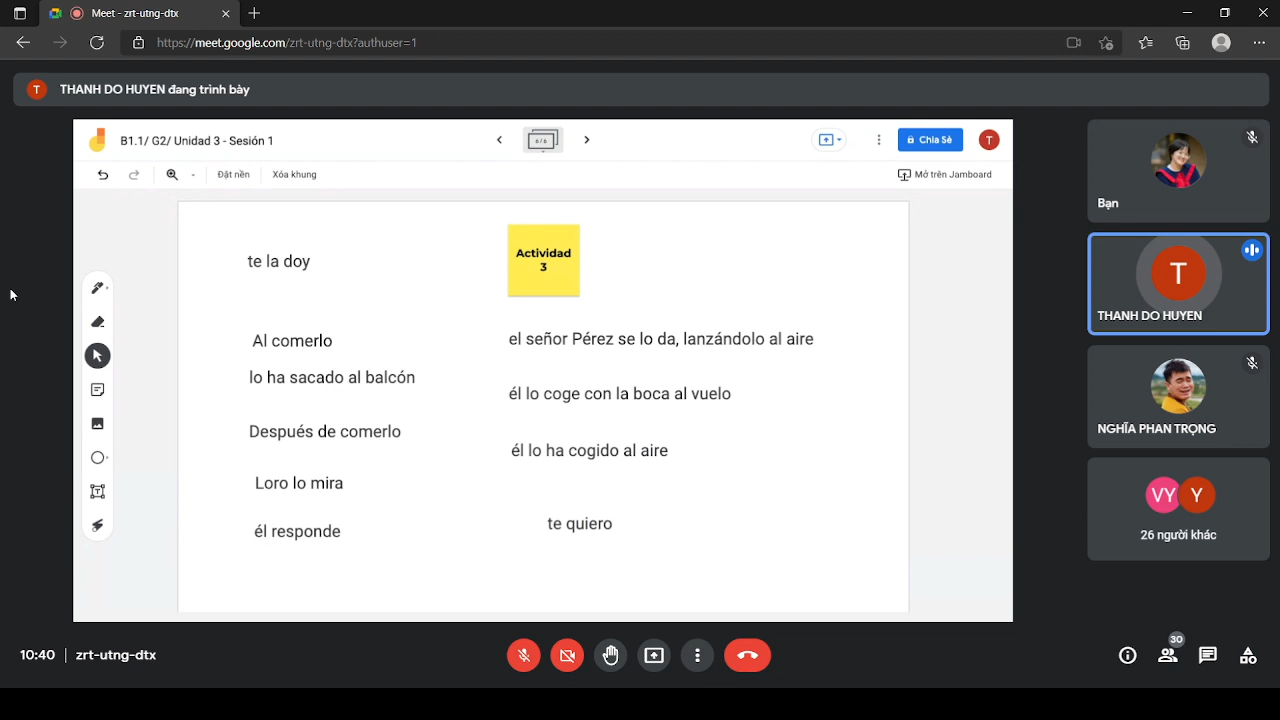 Meet - zrt-utng-dtx
https://meet.google.com/zrt-utng-dtx?authuser=1
T THANH DO HUYEN đang trình bày
B1.1/ G2/ Unidad 3 - Sesión 1
6 / 6
Chia Sẻ
T
Đặt nền
Xóa khung
Mở trên Jamboard
te la doy
Actividad
3
Al comerlo
el señor Pérez se lo da, lanzándolo al aire
lo ha sacado al balcón
él lo coge con la boca al vuelo
Después de comerlo
él lo ha cogido al aire
Loro lo mira
te quiero
él responde
Bạn
T
THANH DO HUYEN
NGHĨA PHAN TRỌNG
VY Y
26 người khác
10:40 | zrt-utng-dtx
30